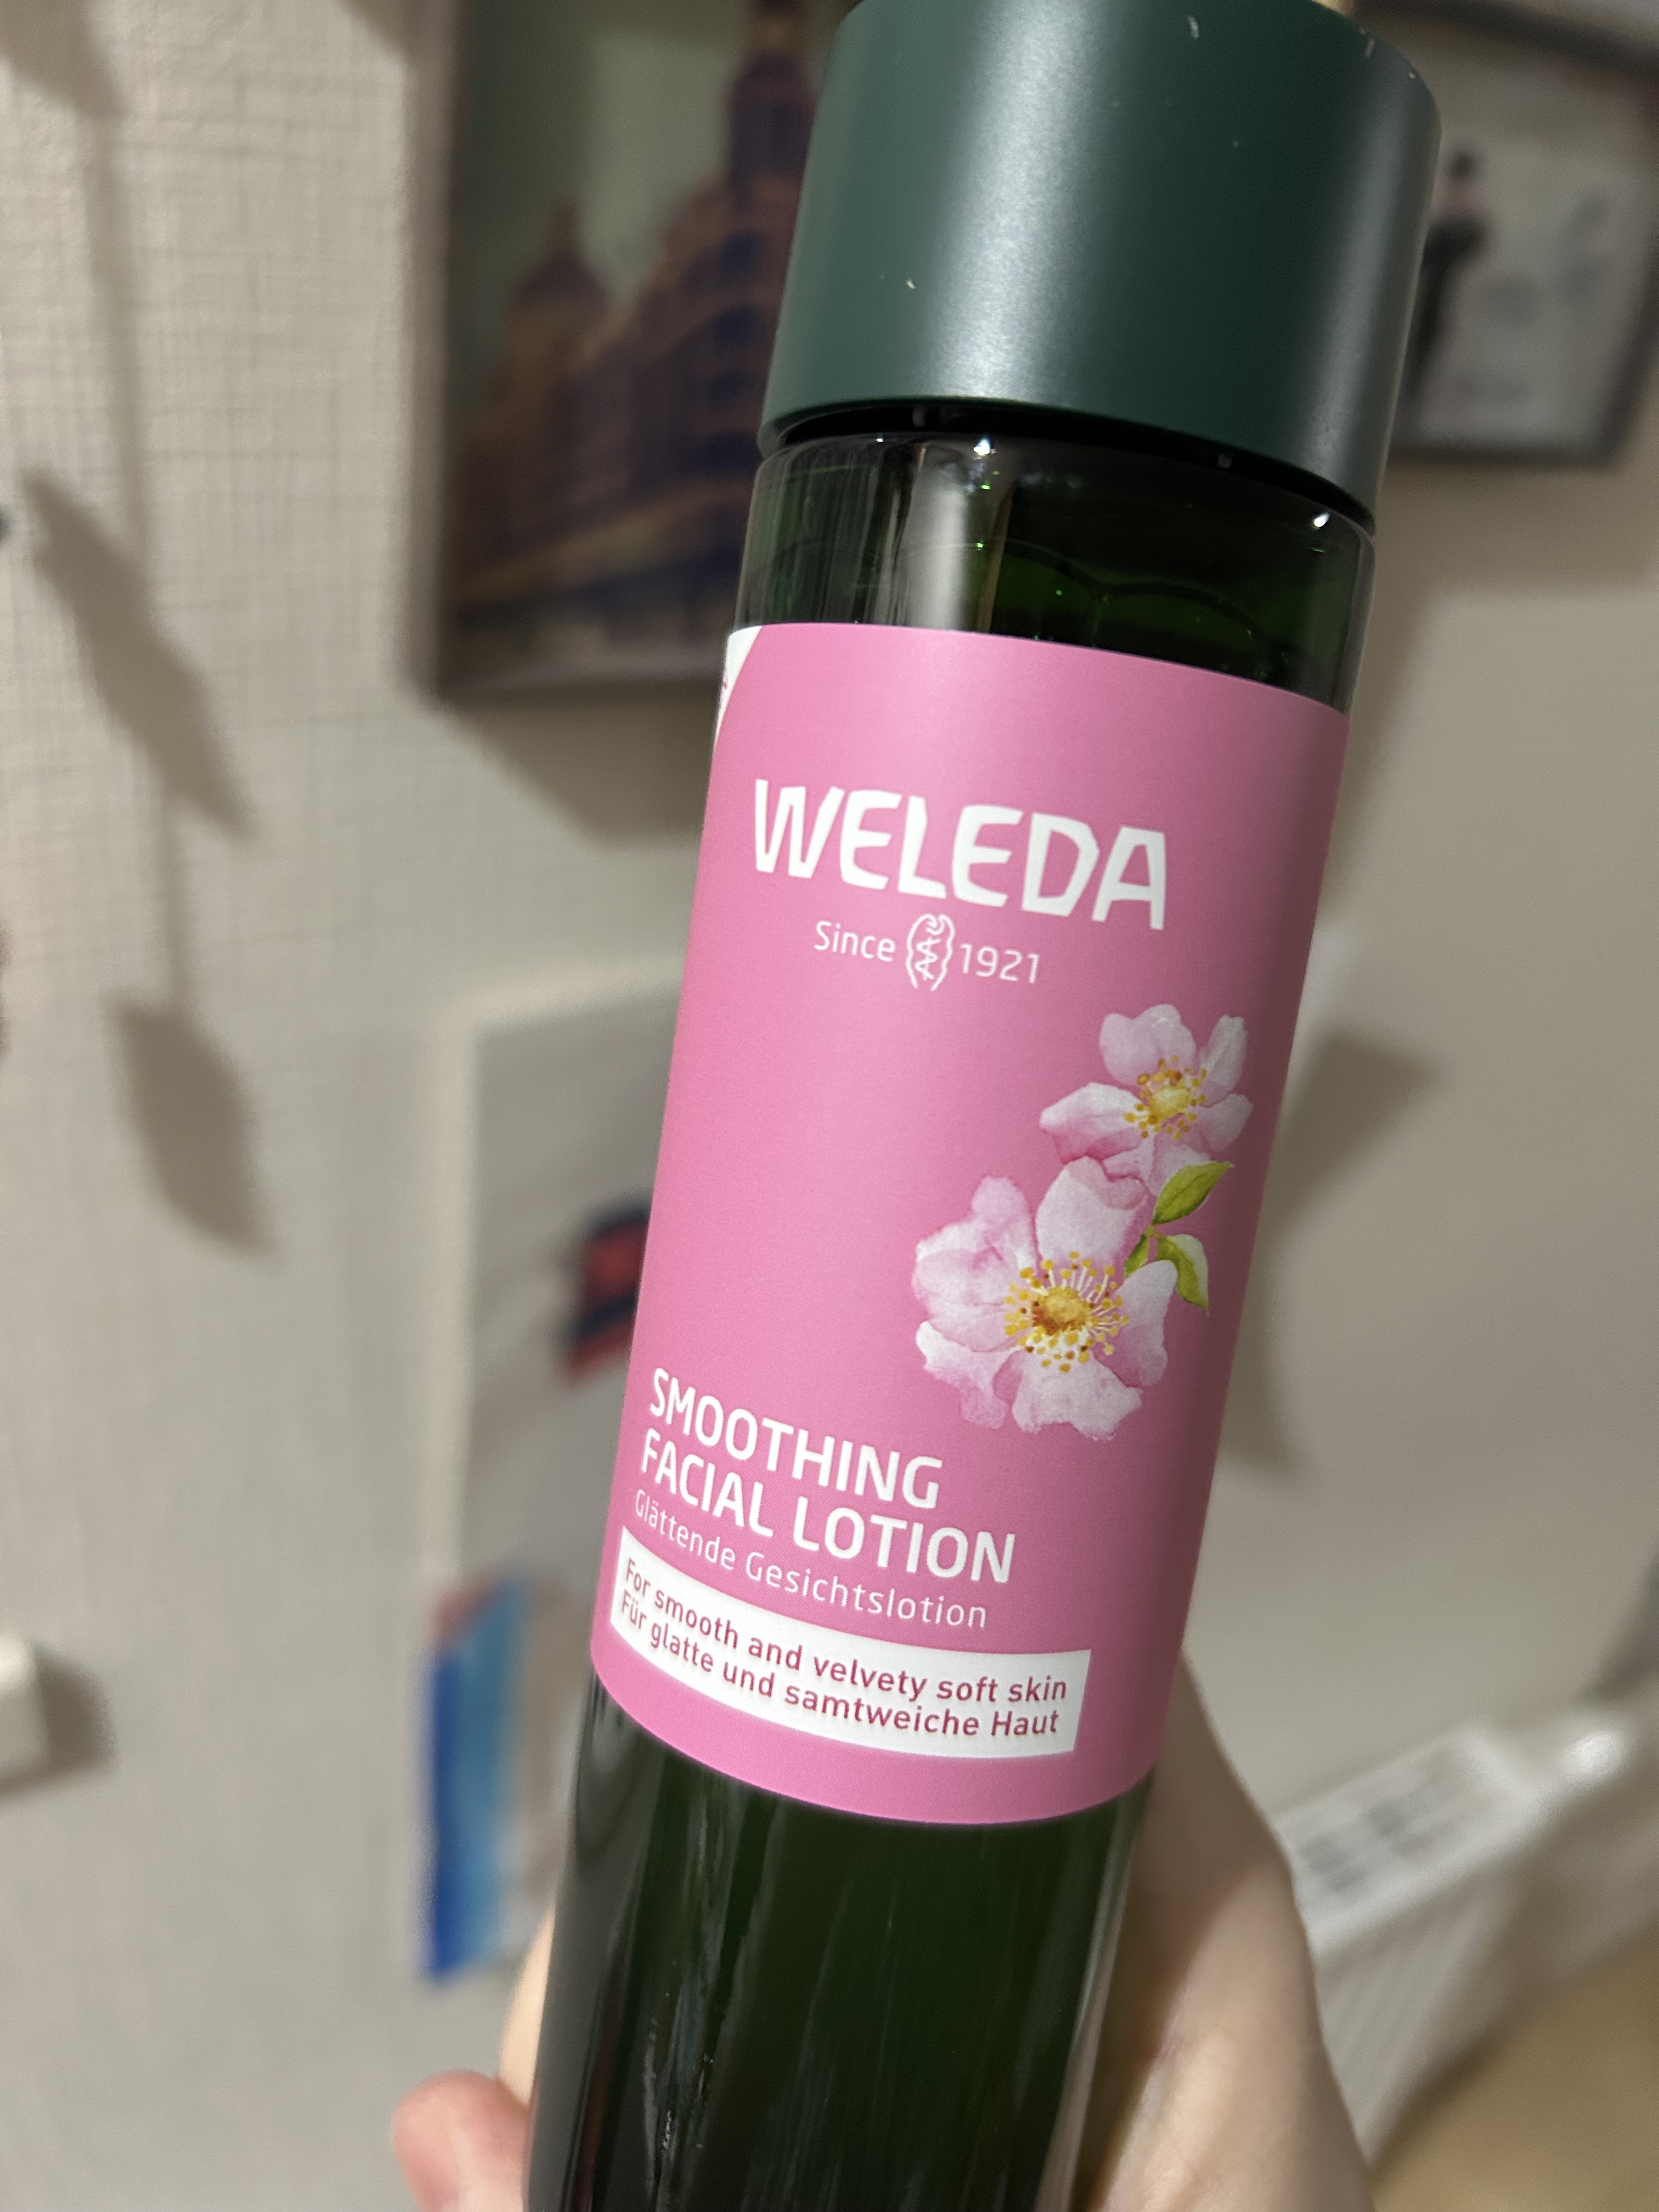 WELEDA
Since 1921
SMOOTHING
FACIAL LOTION
Glättende Gesichtslotion
For smooth and velvety soft skin
Für glatte und samtweiche Haut